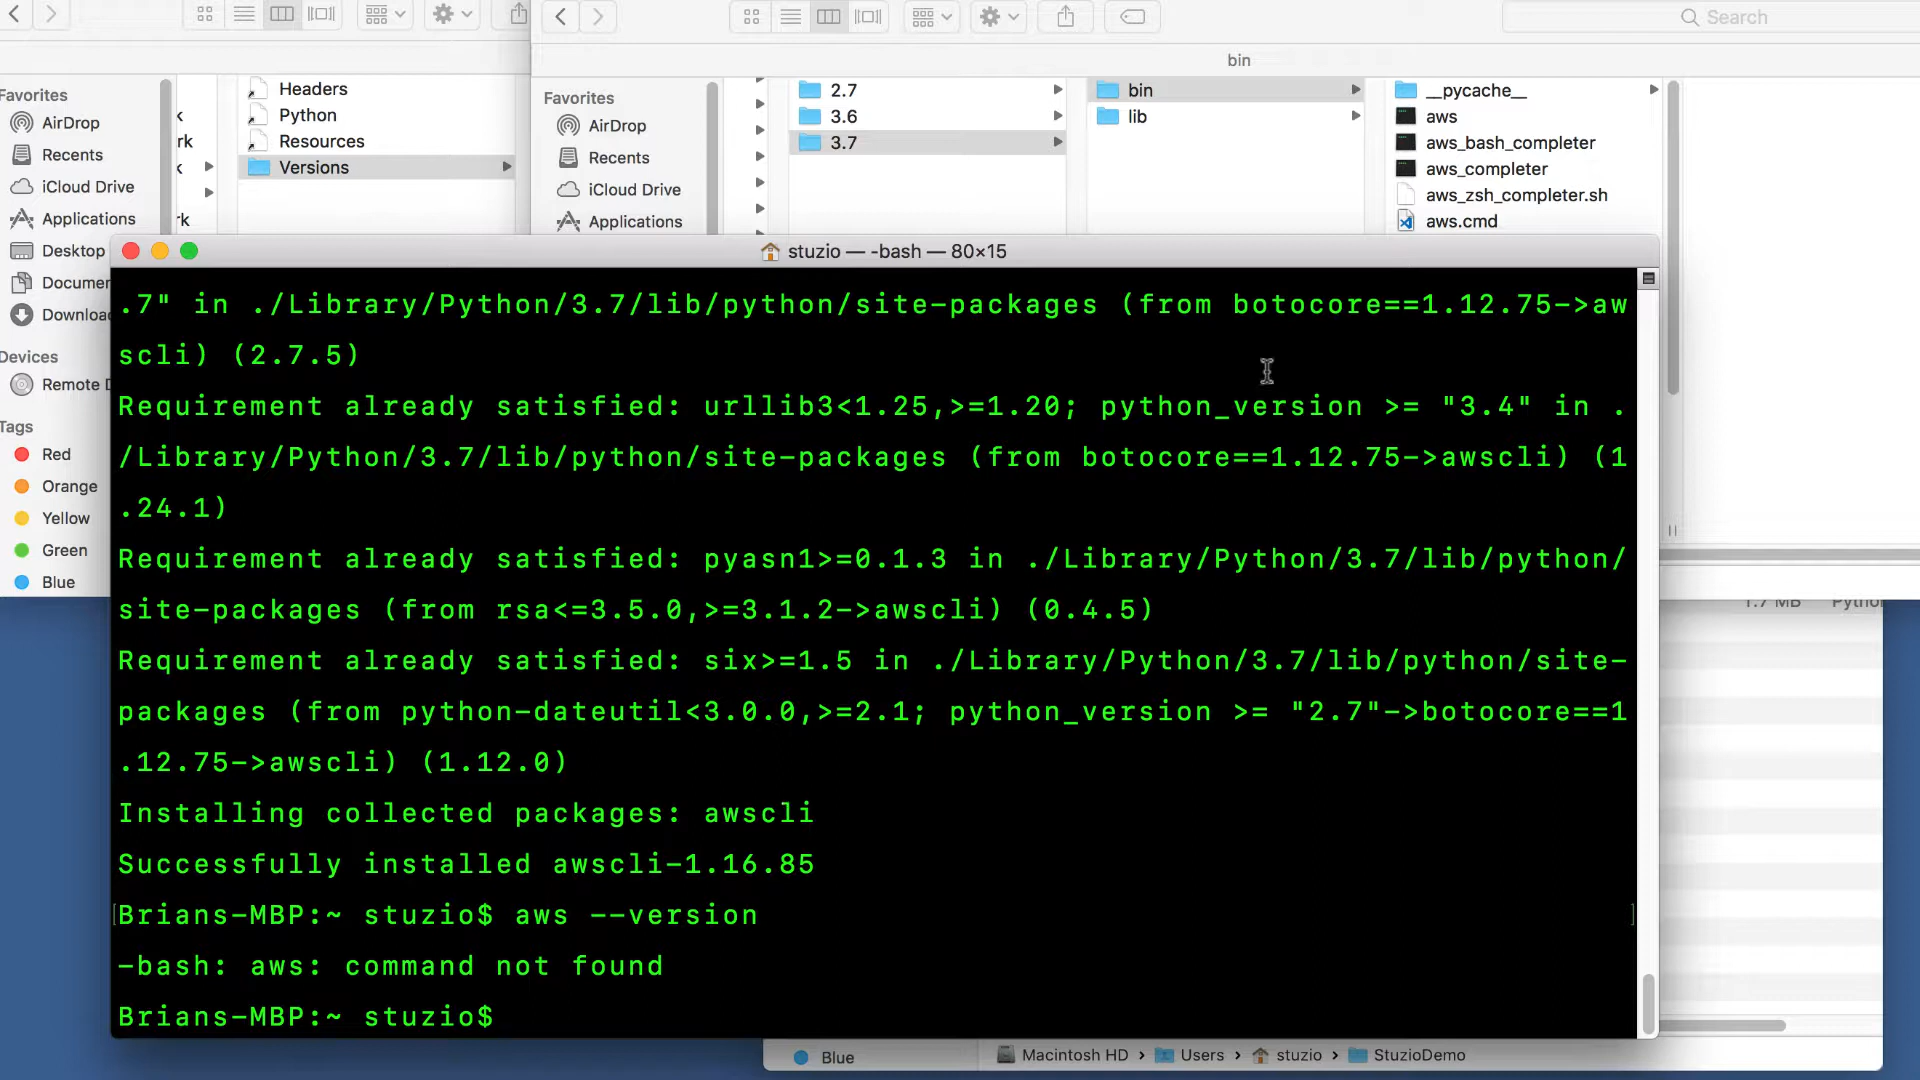 Search
bin
Favorites
AirDrop
Recents
iCloud Drive
Applications
Desktop
Devices
Tags
Red
Orange
Yellow
Green
Blue
k
rk
k
rk
Headers
Python
Resources
Versions
Favorites
AirDrop
Recents
iCloud Drive
Applications
2.7
3.6
3.7
bin
lib
__pycache__
aws
aws_bash_completer
aws_completer
aws_zsh_completer.sh
aws.cmd
stuzio — -bash — 80×15
.7" in ./Library/Python/3.7/lib/python/site-packages (from botocore==1.12.75->aw
scli) (2.7.5)
Requirement already satisfied: urllib3<1.25,>=1.20; python_version >= "3.4" in .
/Library/Python/3.7/lib/python/site-packages (from botocore==1.12.75->awscli) (1
.24.1)
Requirement already satisfied: pyasn1>=0.1.3 in ./Library/Python/3.7/lib/python/
site-packages (from rsa<=3.5.0,>=3.1.2->awscli) (0.4.5)
Requirement already satisfied: six>=1.5 in ./Library/Python/3.7/lib/python/site-
packages (from python-dateutil<3.0.0,>=2.1; python_version >= "2.7"->botocore==1
.12.75->awscli) (1.12.0)
Installing collected packages: awscli
Successfully installed awscli-1.16.85
Brians-MBP:~ stuzio$ aws --version
-bash: aws: command not found
Brians-MBP:~ stuzio$
Blue
Macintosh HD › Users › stuzio › StuzioDemo